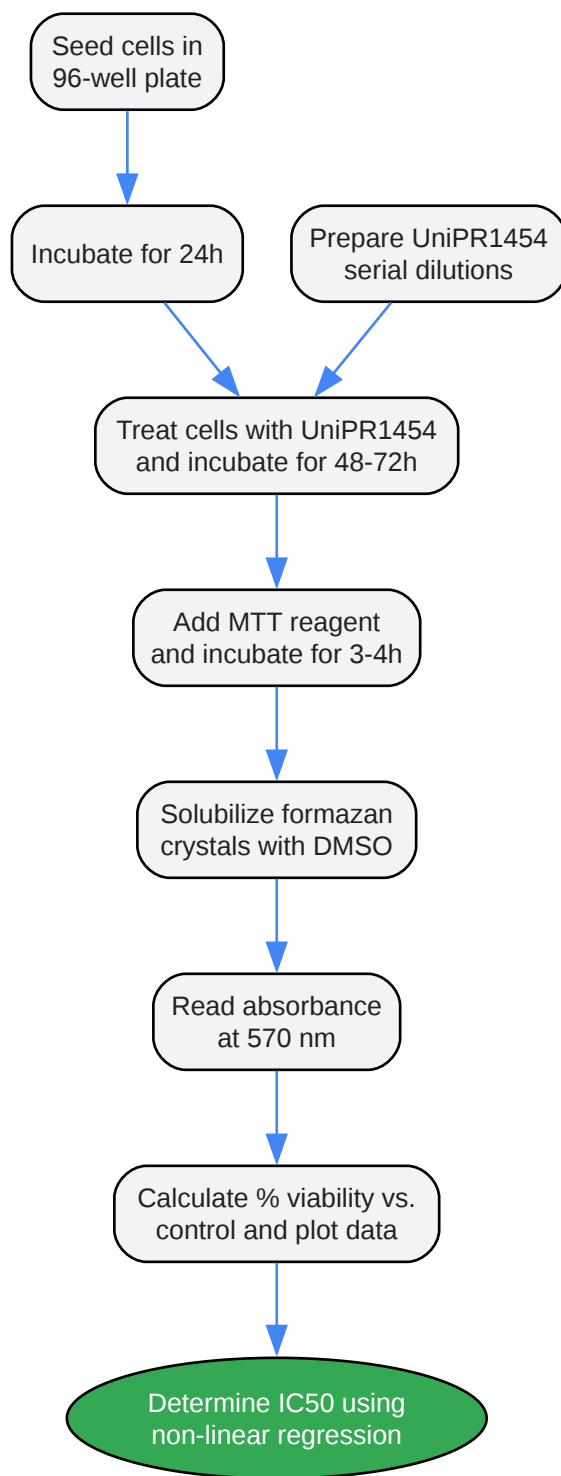 Seed cells in
96-well plate
Incubate for 24h
Prepare UniPR1454
serial dilutions
Treat cells with UniPR1454
and incubate for 48-72h
Add MTT reagent
and incubate for 3-4h
Solubilize formazan
crystals with DMSO
Read absorbance
at 570 nm
Calculate % viability vs.
control and plot data
Determine IC50 using
non-linear regression